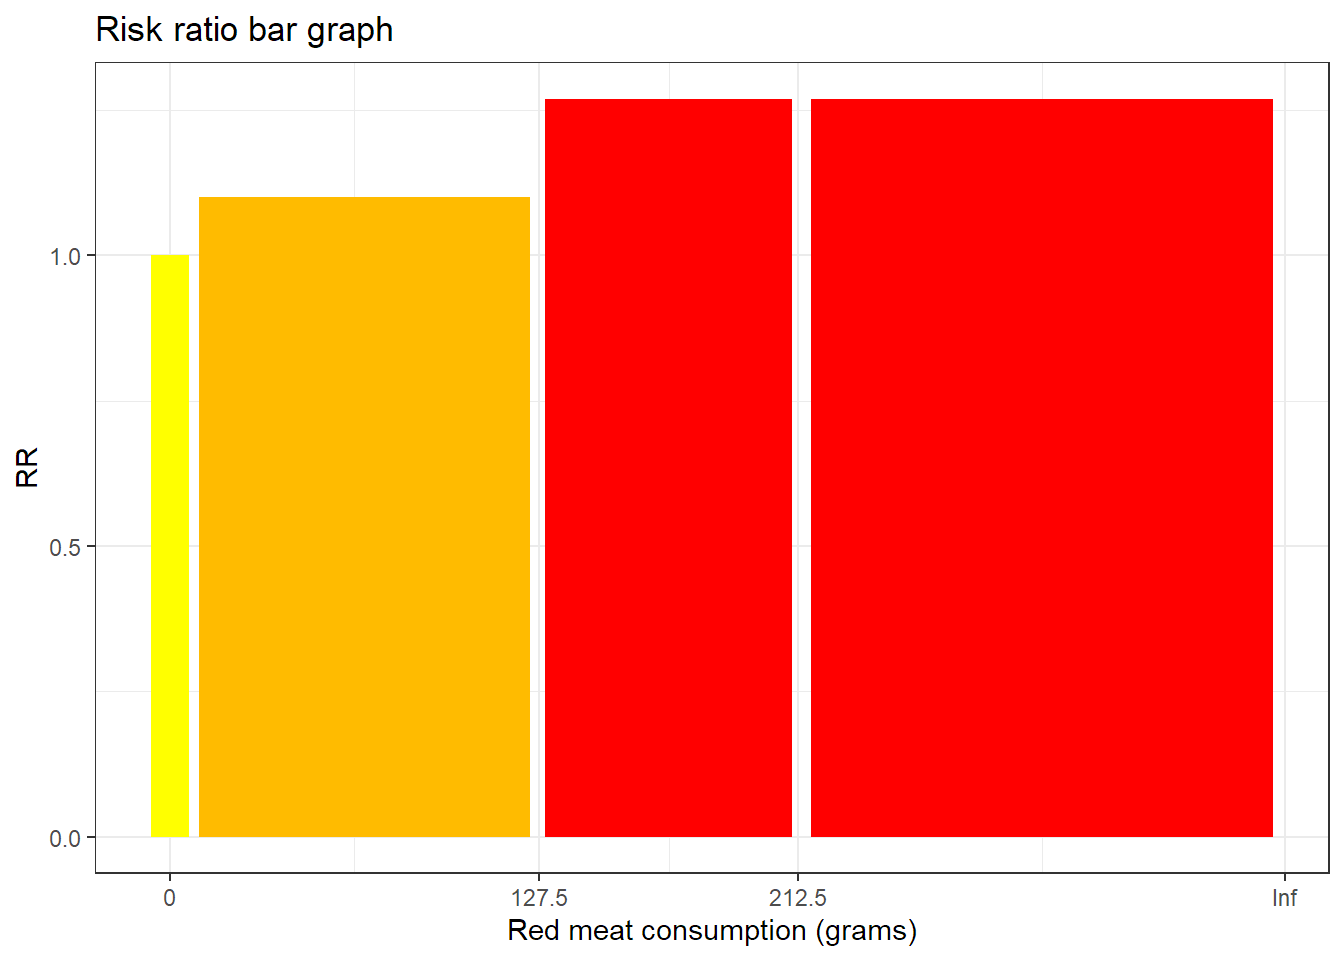 Risk ratio bar graph
RR
1.0
0.5
0.0
0 127.5 212.5 Inf
Red meat consumption (grams)